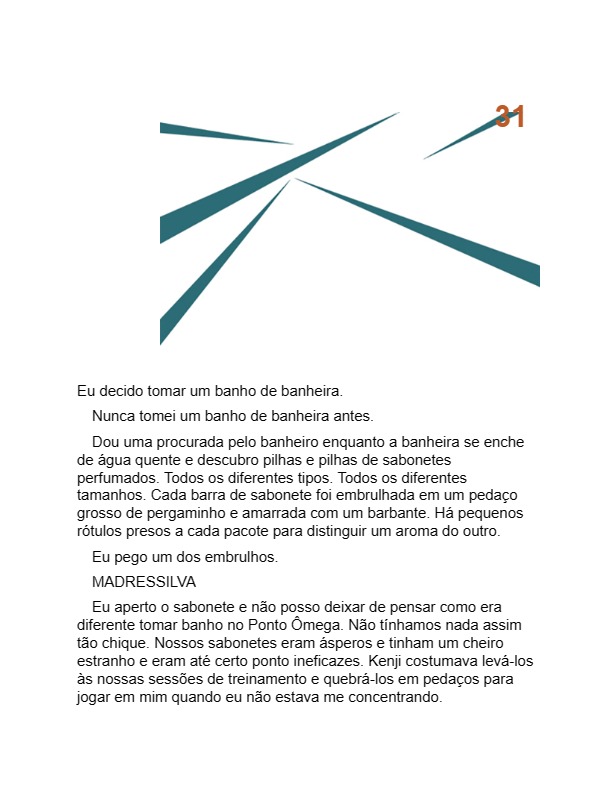 31
Eu decido tomar um banho de banheira.
Nunca tomei um banho de banheira antes.
Dou uma procurada pelo banheiro enquanto a banheira se enche
de água quente e descubro pilhas e pilhas de sabonetes
perfumados. Todos os diferentes tipos. Todos os diferentes
tamanhos. Cada barra de sabonete foi embrulhada em um pedaço
grosso de pergaminho e amarrada com um barbante. Há pequenos
rótulos presos a cada pacote para distinguir um aroma do outro.
Eu pego um dos embrulhos.
MADRESSILVA
Eu aperto o sabonete e não posso deixar de pensar como era
diferente tomar banho no Ponto Ômega. Não tínhamos nada assim
tão chique. Nossos sabonetes eram ásperos e tinham um cheiro
estranho e eram até certo ponto ineficazes. Kenji costumava levá-los
às nossas sessões de treinamento e quebrá-los em pedaços para
jogar em mim quando eu não estava me concentrando.